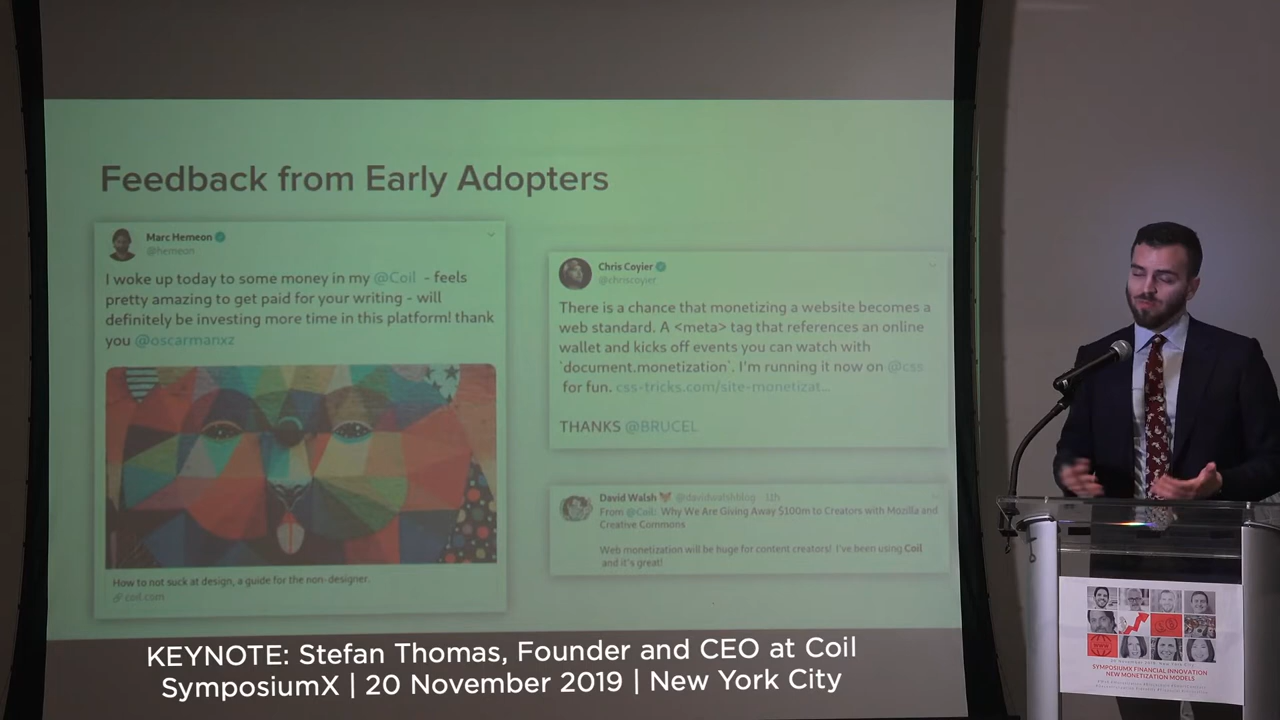 Feedback from Early Adopters
Marc Hemeon
@hemeon
I woke up today to some money in my @Coil - feels
pretty amazing to get paid for your writing - will
definitely be investing more time in this platform! thank
you @oscarmanxz
How to not suck at design, a guide for the non-designer.
coil.com
Chris Coyier
@chriscoyier
There is a chance that monetizing a website becomes a
web standard. A <meta> tag that references an online
wallet and kicks off events you can watch with
`document.monetization`. I'm running it now on @css
for fun. css-tricks.com/site-monetizat...
THANKS @BRUCEL
David Walsh @davidwalshblog · 11h
From @Coil: Why We Are Giving Away $100m to Creators with Mozilla and
Creative Commons
Web monetization will be huge for content creators! I've been using Coil
and it's great!
KEYNOTE: Stefan Thomas, Founder and CEO at Coil
SymposiumX | 20 November 2019 | New York City
20 November, New York City
SYMPOSIUMX FINANCIAL INNOVATION
NEW MONETIZATION MODELS